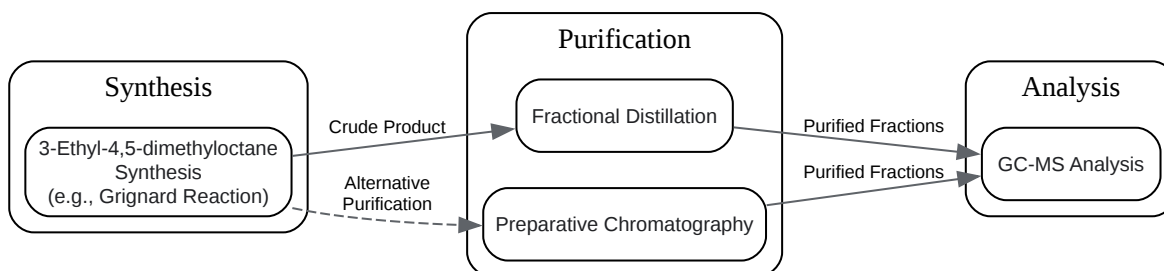 Synthesis
3-Ethyl-4,5-dimethyloctane
Synthesis
(e.g., Grignard Reaction)
Crude Product
Alternative
Purification
Purification
Fractional Distillation
Preparative Chromatography
Purified Fractions
Purified Fractions
Analysis
GC-MS Analysis